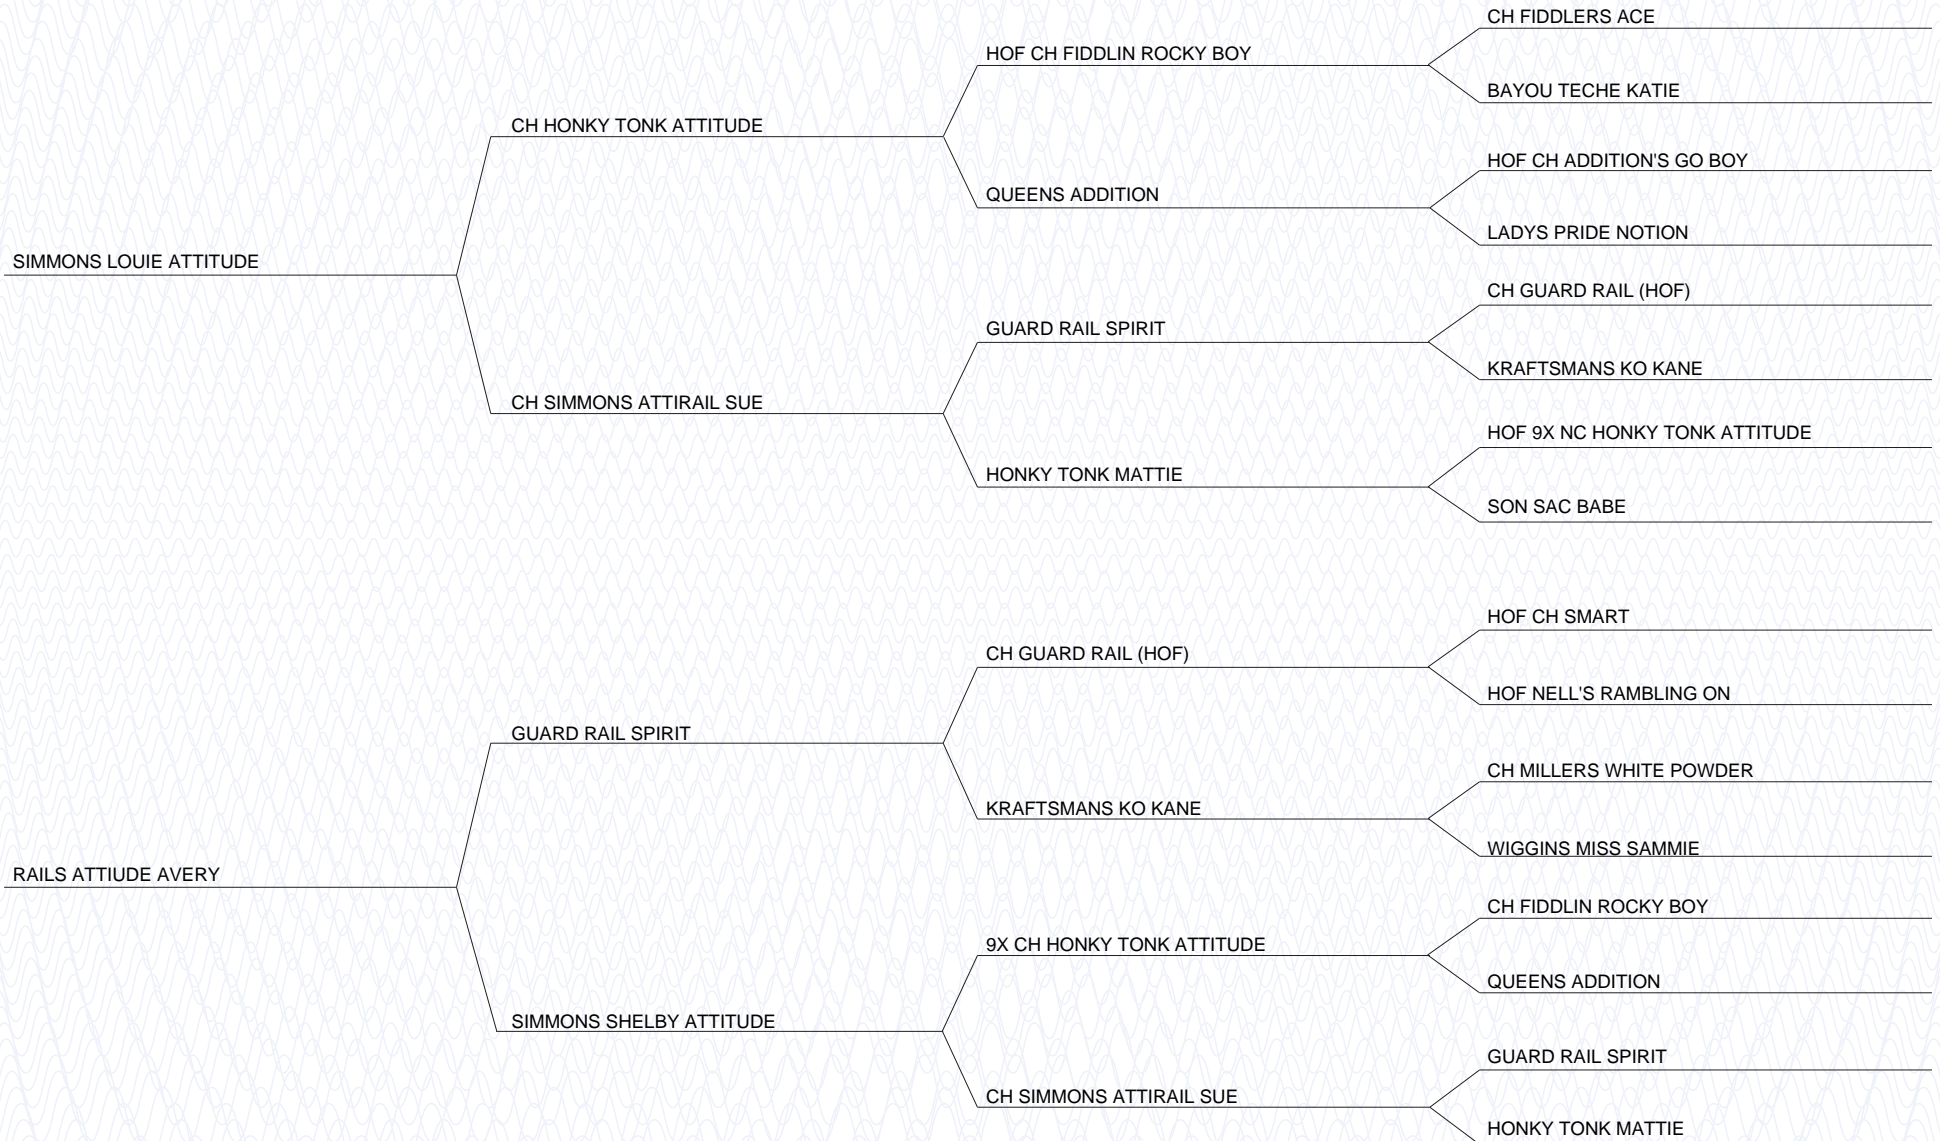 CH FIDDLERS ACE
HOF CH FIDDLIN ROCKY BOY
BAYOU TECHE KATIE
CH HONKY TONK ATTITUDE
HOF CH ADDITION'S GO BOY
QUEENS ADDITION
LADYS PRIDE NOTION
SIMMONS LOUIE ATTITUDE
CH GUARD RAIL (HOF)
GUARD RAIL SPIRIT
KRAFTSMANS KO KANE
CH SIMMONS ATTIRAIL SUE
HOF 9X NC HONKY TONK ATTITUDE
HONKY TONK MATTIE
SON SAC BABE
HOF CH SMART
CH GUARD RAIL (HOF)
HOF NELL'S RAMBLING ON
GUARD RAIL SPIRIT
CH MILLERS WHITE POWDER
KRAFTSMANS KO KANE
WIGGINS MISS SAMMIE
RAILS ATTIUDE AVERY
CH FIDDLIN ROCKY BOY
9X CH HONKY TONK ATTITUDE
QUEENS ADDITION
SIMMONS SHELBY ATTITUDE
GUARD RAIL SPIRIT
CH SIMMONS ATTIRAIL SUE
HONKY TONK MATTIE